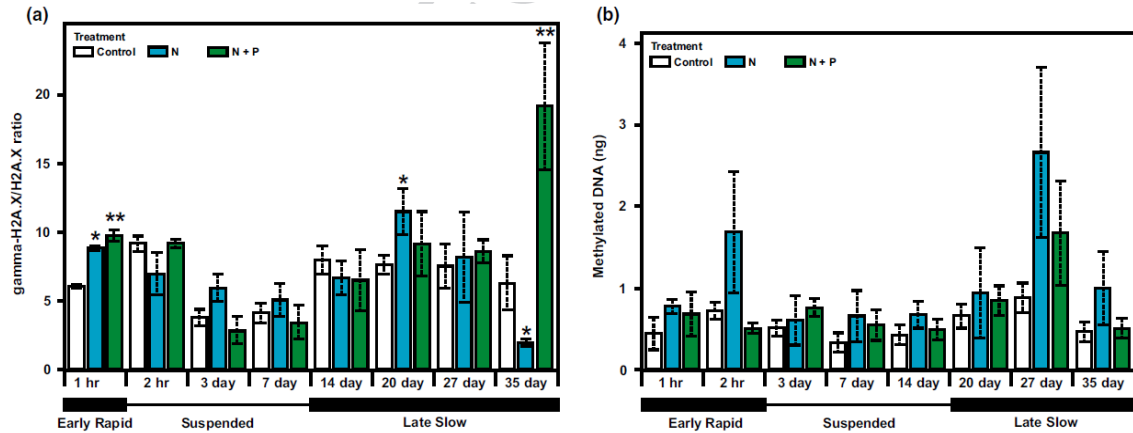 (a)
Treatment
Control N N + P
gamma-H2A.X/H2A.X ratio
20
15
10
5
0
* ** * * **
1 hr 2 hr 3 day 7 day 14 day 20 day 27 day 35 day
Early Rapid Suspended Late Slow
(b)
Treatment
Control N N + P
Methylated DNA (ng)
4
3
2
1
0
1 hr 2 hr 3 day 7 day 14 day 20 day 27 day 35 day
Early Rapid Suspended Late Slow